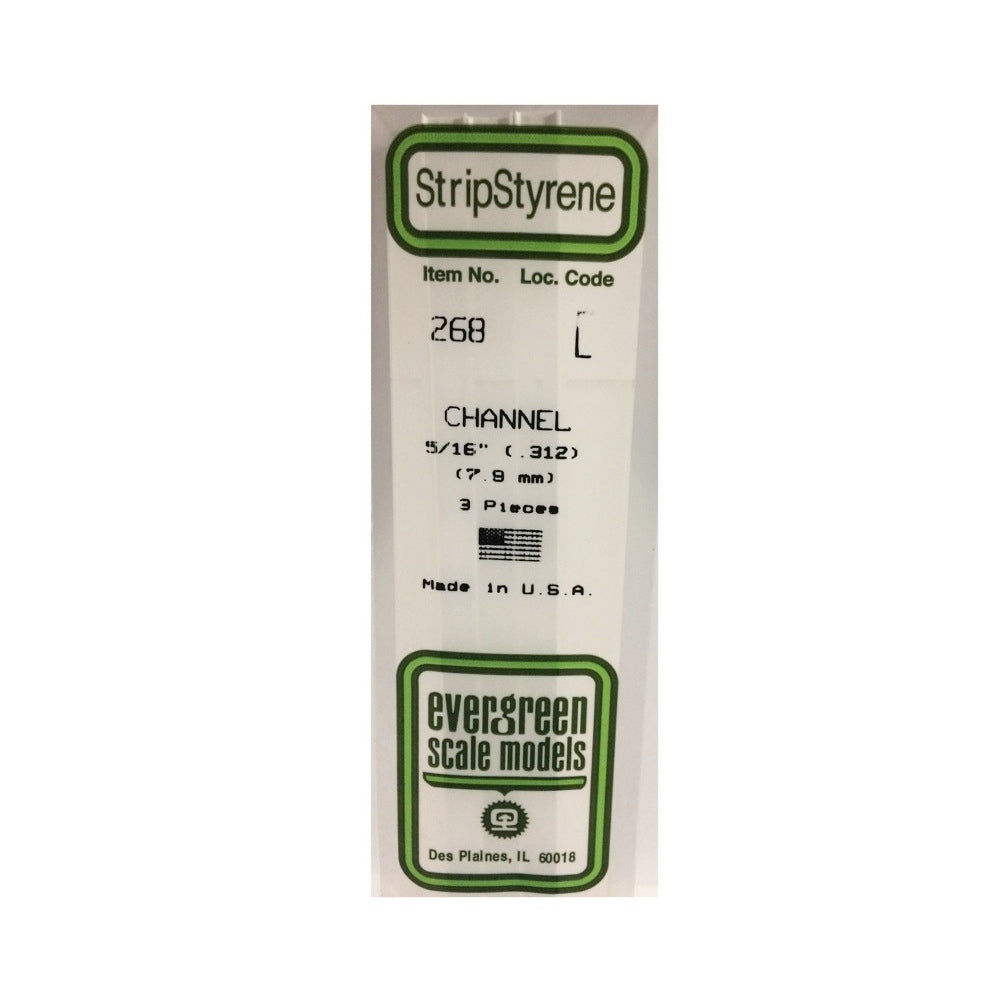 StripStyrene
Item No. Loc. Code
268 L
CHANNEL
5/16" (.312)
(7.9 mm)
3 Pieces
Made in U.S.A.
evergreen
scale models
Des Plaines, IL 60018